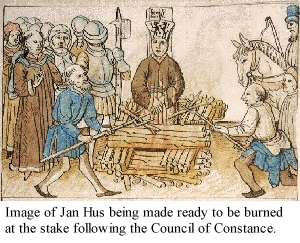 Image of Jan Hus being made ready to be burned
at the stake following the Council of Constance.